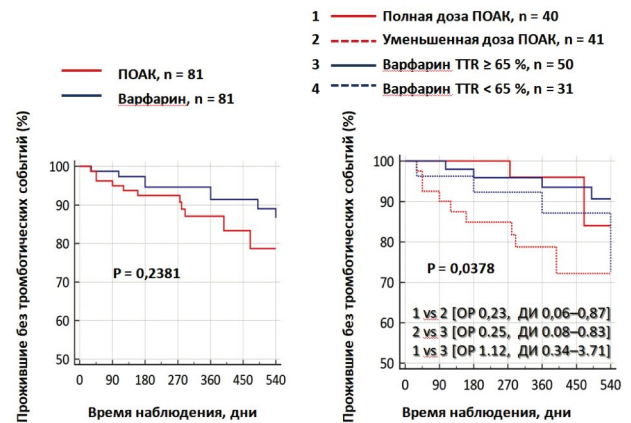 1 Полная доза ПОАК, n = 40
2 Уменьшенная доза ПОАК, n = 41
3 Варфарин TTR ≥ 65 %, n = 50
4 Варфарин TTR < 65 %, n = 31
ПОАК, n = 81
Варфарин, n = 81
Прожившие без тромботических событий (%)
100
90
80
70
60
50
P = 0,2381
0 90 180 270 360 450 540
Время наблюдения, дни
Прожившие без тромботических событий (%)
100
90
80
70
60
50
P = 0,0378
1 vs 2 [ОР 0,23, ДИ 0,06–0,87]
2 vs 3 [ОР 0.25, ДИ 0.08–0.83]
1 vs 3 [ОР 1.12, ДИ 0.34–3.71]
0 90 180 270 360 450 540
Время наблюдения, дни